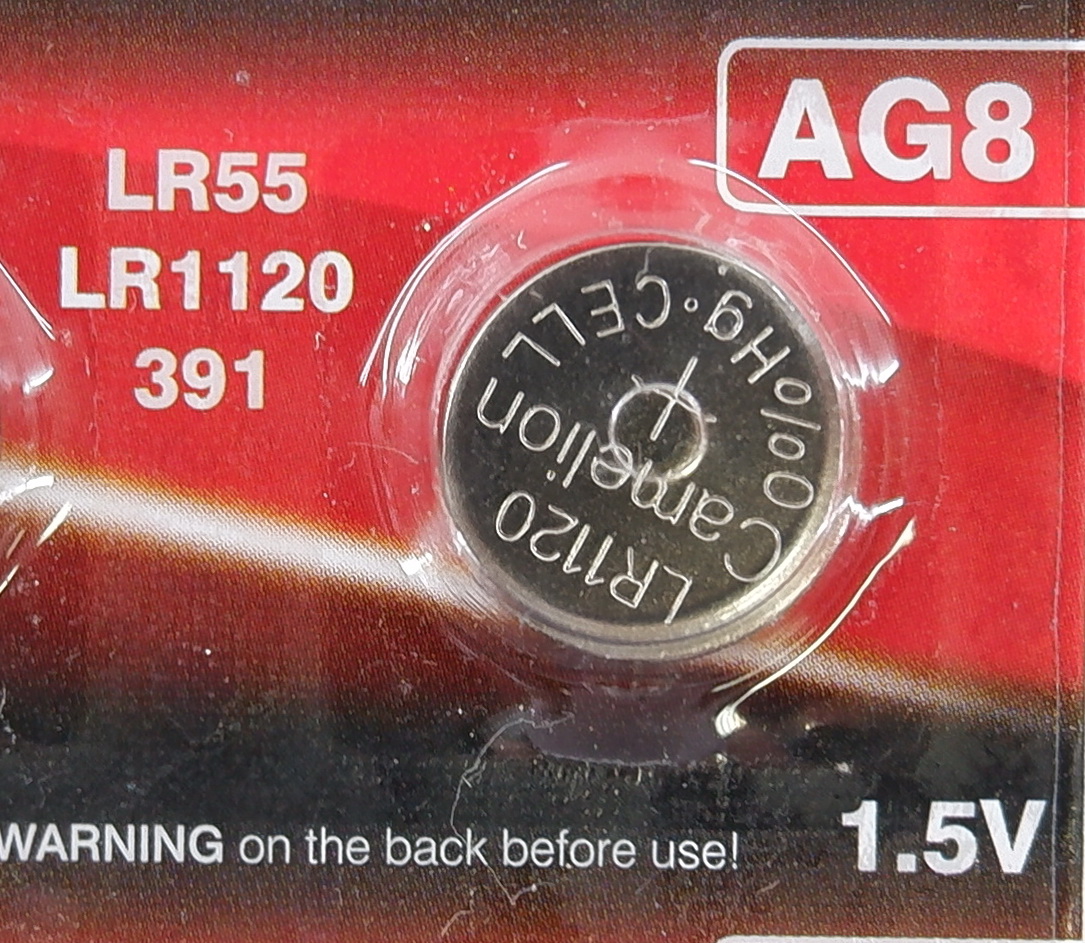 AG8
LR55
LR1120
391
0%Hg·CELL
Camelion
+
LR1120
WARNING on the back before use!
1.5V